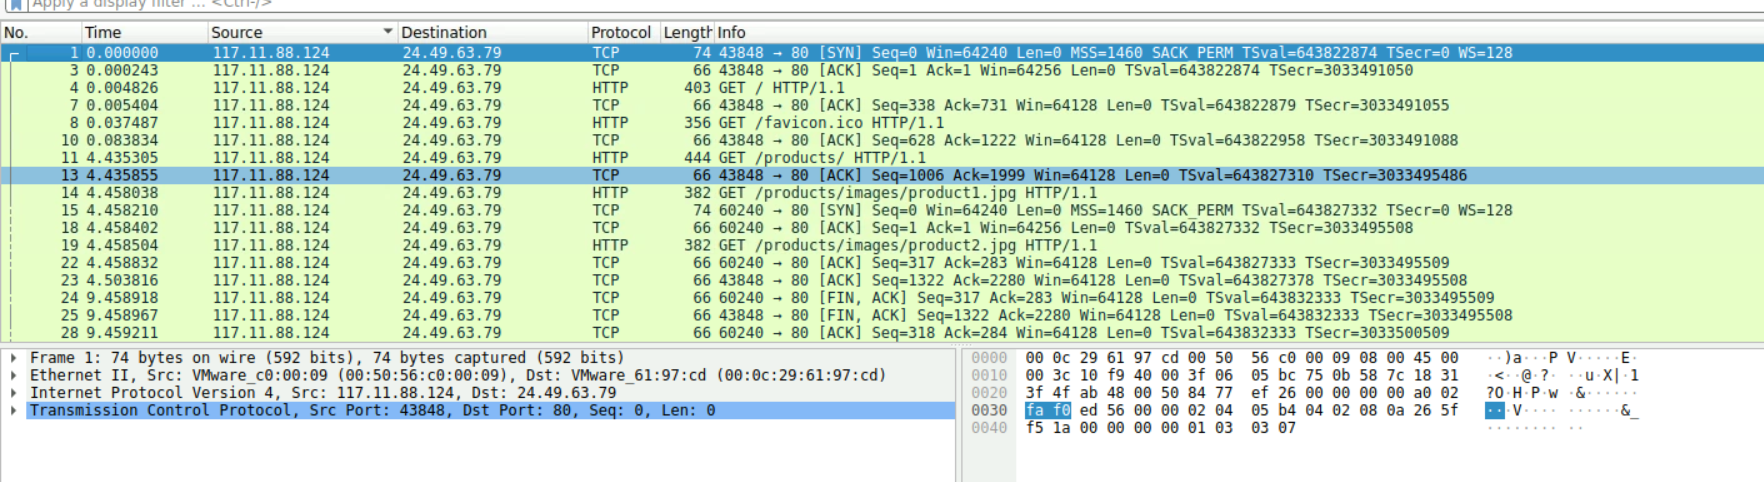 Apply a display filter … <Ctrl-/>
No. Time Source Destination Protocol Length Info
1 0.000000 117.11.88.124 24.49.63.79 TCP 74 43848 → 80 [SYN] Seq=0 Win=64240 Len=0 MSS=1460 SACK_PERM TSval=643822874 TSecr=0 WS=128
3 0.000243 117.11.88.124 24.49.63.79 TCP 66 43848 → 80 [ACK] Seq=1 Ack=1 Win=64256 Len=0 TSval=643822874 TSecr=3033491050
4 0.004826 117.11.88.124 24.49.63.79 HTTP 403 GET / HTTP/1.1
7 0.005404 117.11.88.124 24.49.63.79 TCP 66 43848 → 80 [ACK] Seq=338 Ack=731 Win=64128 Len=0 TSval=643822879 TSecr=3033491055
8 0.037487 117.11.88.124 24.49.63.79 HTTP 356 GET /favicon.ico HTTP/1.1
10 0.083834 117.11.88.124 24.49.63.79 TCP 66 43848 → 80 [ACK] Seq=628 Ack=1222 Win=64128 Len=0 TSval=643822958 TSecr=3033491088
11 4.435305 117.11.88.124 24.49.63.79 HTTP 444 GET /products/ HTTP/1.1
13 4.435855 117.11.88.124 24.49.63.79 TCP 66 43848 → 80 [ACK] Seq=1006 Ack=1999 Win=64128 Len=0 TSval=643827310 TSecr=3033495486
14 4.458038 117.11.88.124 24.49.63.79 HTTP 382 GET /products/images/product1.jpg HTTP/1.1
15 4.458210 117.11.88.124 24.49.63.79 TCP 74 60240 → 80 [SYN] Seq=0 Win=64240 Len=0 MSS=1460 SACK_PERM TSval=643827332 TSecr=0 WS=128
18 4.458402 117.11.88.124 24.49.63.79 TCP 66 60240 → 80 [ACK] Seq=1 Ack=1 Win=64256 Len=0 TSval=643827332 TSecr=3033495508
19 4.458504 117.11.88.124 24.49.63.79 HTTP 382 GET /products/images/product2.jpg HTTP/1.1
22 4.458832 117.11.88.124 24.49.63.79 TCP 66 60240 → 80 [ACK] Seq=317 Ack=283 Win=64128 Len=0 TSval=643827333 TSecr=3033495509
23 4.503816 117.11.88.124 24.49.63.79 TCP 66 43848 → 80 [ACK] Seq=1322 Ack=2280 Win=64128 Len=0 TSval=643827378 TSecr=3033495508
24 9.458918 117.11.88.124 24.49.63.79 TCP 66 60240 → 80 [FIN, ACK] Seq=317 Ack=283 Win=64128 Len=0 TSval=643832333 TSecr=3033495509
25 9.458967 117.11.88.124 24.49.63.79 TCP 66 43848 → 80 [FIN, ACK] Seq=1322 Ack=2280 Win=64128 Len=0 TSval=643832333 TSecr=3033495508
28 9.459211 117.11.88.124 24.49.63.79 TCP 66 60240 → 80 [ACK] Seq=318 Ack=284 Win=64128 Len=0 TSval=643832333 TSecr=3033500509
Frame 1: 74 bytes on wire (592 bits), 74 bytes captured (592 bits)
Ethernet II, Src: VMware_c0:00:09 (00:50:56:c0:00:09), Dst: VMware_61:97:cd (00:0c:29:61:97:cd)
Internet Protocol Version 4, Src: 117.11.88.124, Dst: 24.49.63.79
Transmission Control Protocol, Src Port: 43848, Dst Port: 80, Seq: 0, Len: 0
0000 00 0c 29 61 97 cd 00 50 56 c0 00 09 08 00 45 00 ··)a···P V·····E·
0010 00 3c 10 f9 40 00 3f 06 05 bc 75 0b 58 7c 18 31 ·<··@·?· ··u·X|·1
0020 3f 4f ab 48 00 50 84 77 ef 26 00 00 00 00 a0 02 ?O·H·P·w ·&······
0030 fa f0 ed 56 00 00 02 04 05 b4 04 02 08 0a 26 5f ···V···· ······&_
0040 f5 1a 00 00 00 00 01 03 03 07 ········ ··